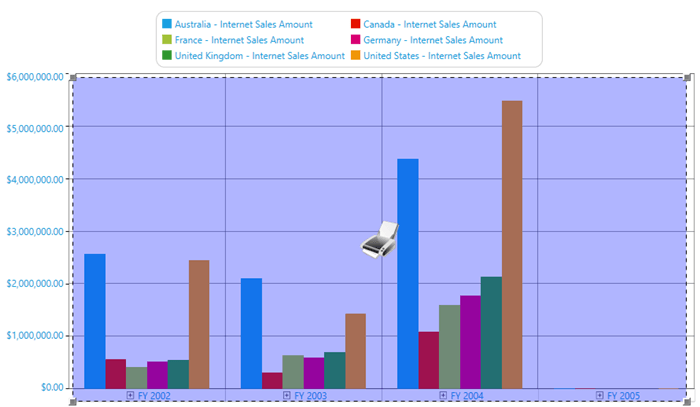 Australia - Internet Sales Amount Canada - Internet Sales Amount
France - Internet Sales Amount Germany - Internet Sales Amount
United Kingdom - Internet Sales Amount United States - Internet Sales Amount
$6,000,000.00
$5,000,000.00
$4,000,000.00
$3,000,000.00
$2,000,000.00
$1,000,000.00
$0.00
FY 2002 FY 2003 FY 2004 FY 2005